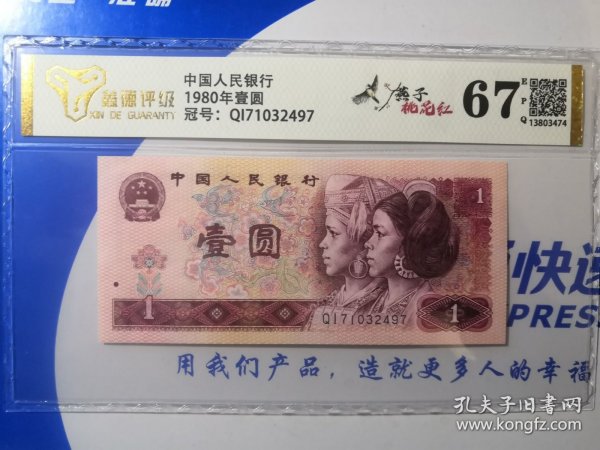 鑫德评级
XIN DE GUARANTY
中国人民银行
1980年壹圆
冠号: QI71032497
燕子
桃花红
67
EPQ
13803474
中国人民银行
1
壹圆
1
QI71032497
1
快
PRES
用我们产品，造就更多人的幸福
孔夫子旧书网
www.kongfz.com